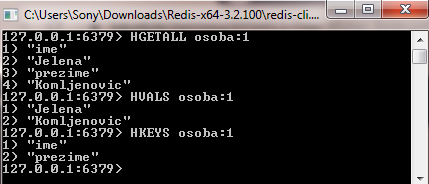 C:\Users\Sony\Downloads\Redis-x64-3.2.100\redis-cli....
127.0.0.1:6379> HGETALL osoba:1
1) "ime"
2) "Jelena"
3) "prezime"
4) "Komljenovic"
127.0.0.1:6379> HVALS osoba:1
1) "Jelena"
2) "Komljenovic"
127.0.0.1:6379> HKEYS osoba:1
1) "ime"
2) "prezime"
127.0.0.1:6379>